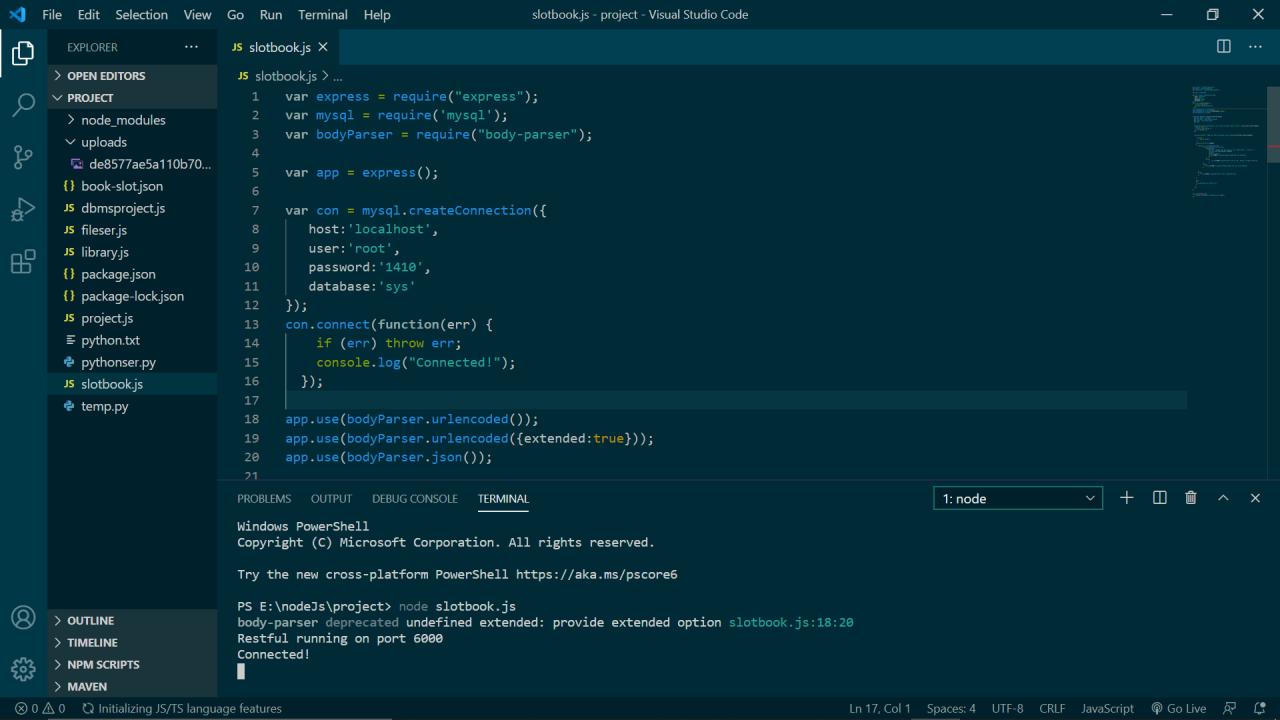 File Edit Selection View Go Run Terminal Help
slotbook.js - project - Visual Studio Code
EXPLORER
OPEN EDITORS
PROJECT
node_modules
uploads
de8577ae5a110b70...
book-slot.json
dbmsproject.js
fileser.js
library.js
package.json
package-lock.json
project.js
python.txt
pythonser.py
slotbook.js
temp.py
OUTLINE
TIMELINE
NPM SCRIPTS
MAVEN
JS slotbook.js
JS slotbook.js > ...
1 var express = require("express");
2 var mysql = require('mysql');
3 var bodyParser = require("body-parser");
4
5 var app = express();
6
7 var con = mysql.createConnection({
8 host:'localhost',
9 user:'root',
10 password:'1410',
11 database:'sys'
12 });
13 con.connect(function(err) {
14 if (err) throw err;
15 console.log("Connected!");
16 });
17
18 app.use(bodyParser.urlencoded());
19 app.use(bodyParser.urlencoded({extended:true}));
20 app.use(bodyParser.json());
21
PROBLEMS OUTPUT DEBUG CONSOLE TERMINAL
1: node
Windows PowerShell
Copyright (C) Microsoft Corporation. All rights reserved.
Try the new cross-platform PowerShell https://aka.ms/pscore6
PS E:\nodeJs\project> node slotbook.js
body-parser deprecated undefined extended: provide extended option slotbook.js:18:20
Restful running on port 6000
Connected!
0 0 Initializing JS/TS language features
Ln 17, Col 1 Spaces: 4 UTF-8 CRLF JavaScript Go Live